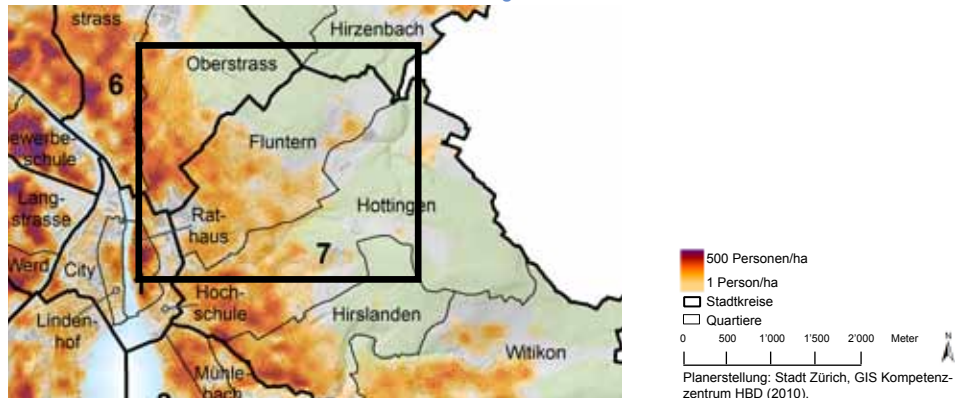 strass
Hirzenbach
Oberstrass
6
Fluntern
ewerbe-
schule
Lang-
strasse
Hottingen
Rat-
haus
7
Werd
City
Hoch-
schule
Linden-
hof
Hirslanden
Witikon
Mühle-
bach
500 Personen/ha
1 Person/ha
Stadtkreise
Quartiere
0 500 1'000 1'500 2'000 Meter
N
Planerstellung: Stadt Zürich, GIS Kompetenz-
zentrum HBD (2010).